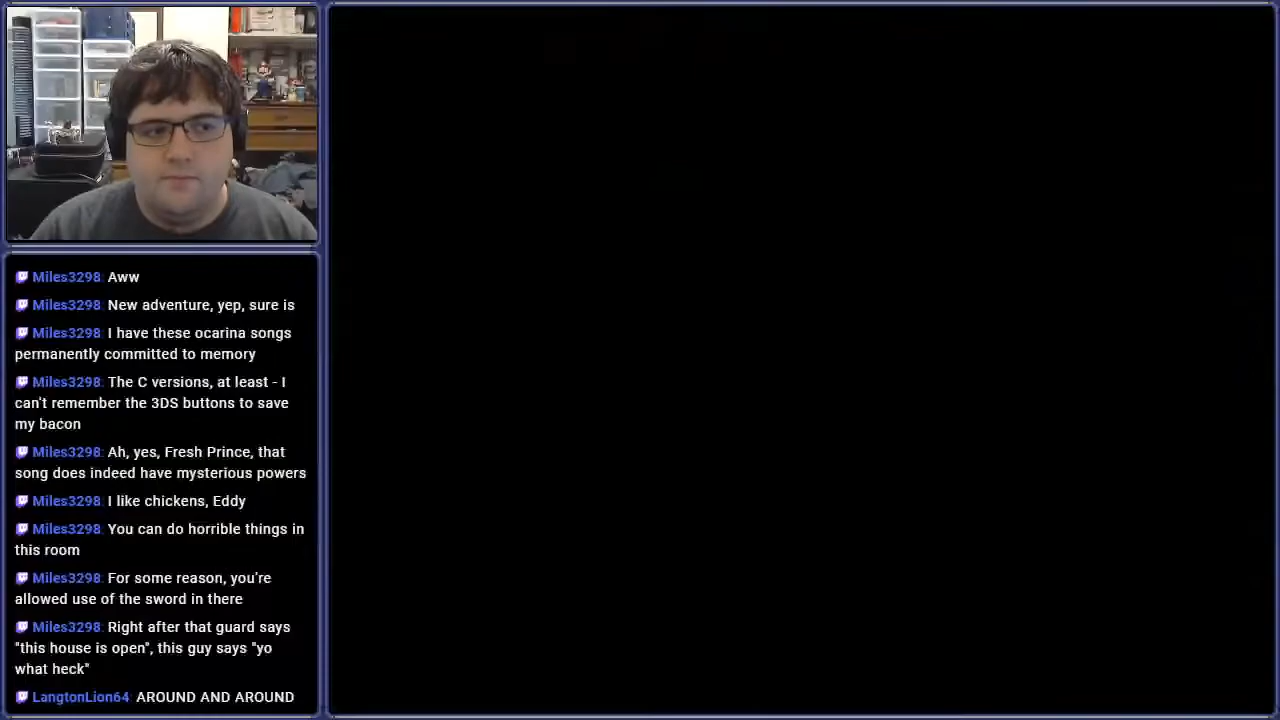 Miles3298: Aww
Miles3298: New adventure, yep, sure is
Miles3298: I have these ocarina songs
permanently committed to memory
Miles3298: The C versions, at least - I
can't remember the 3DS buttons to save
my bacon
Miles3298: Ah, yes, Fresh Prince, that
song does indeed have mysterious powers
Miles3298: I like chickens, Eddy
Miles3298: You can do horrible things in
this room
Miles3298: For some reason, you're
allowed use of the sword in there
Miles3298: Right after that guard says
"this house is open", this guy says "yo
what heck"
LangtonLion64: AROUND AND AROUND